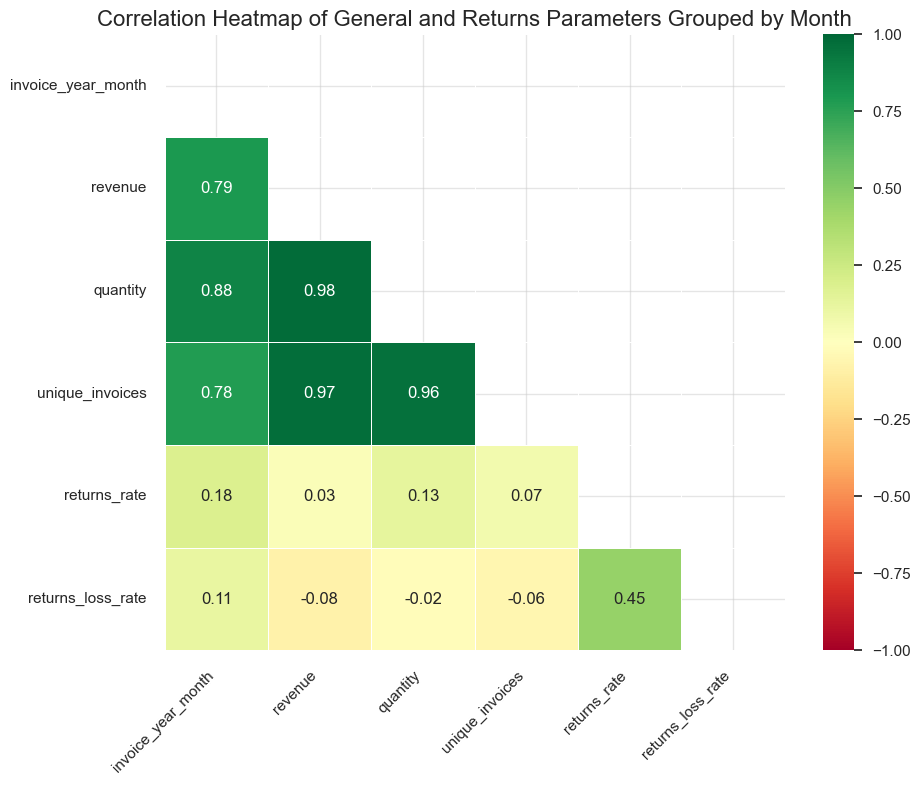 Correlation Heatmap of General and Returns Parameters Grouped by Month
invoice_year_month
revenue
0.79
quantity
0.88 0.98
unique_invoices
0.78 0.97 0.96
returns_rate
0.18 0.03 0.13 0.07
returns_loss_rate
0.11 -0.08 -0.02 -0.06 0.45
invoice_year_month
revenue
quantity
unique_invoices
returns_rate
returns_loss_rate
1.00
0.75
0.50
0.25
0.00
−0.25
−0.50
−0.75
−1.00